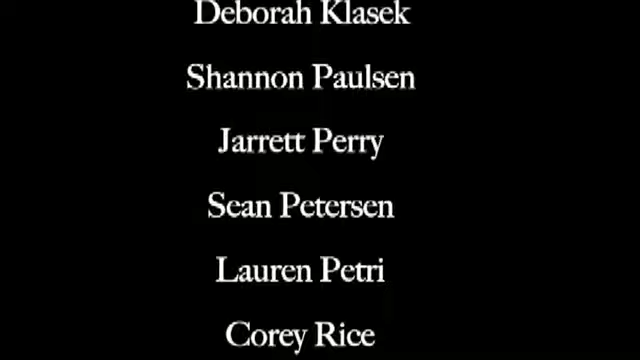 Deborah Klasek
Shannon Paulsen
Jarrett Perry
Sean Petersen
Lauren Petri
Corey Rice